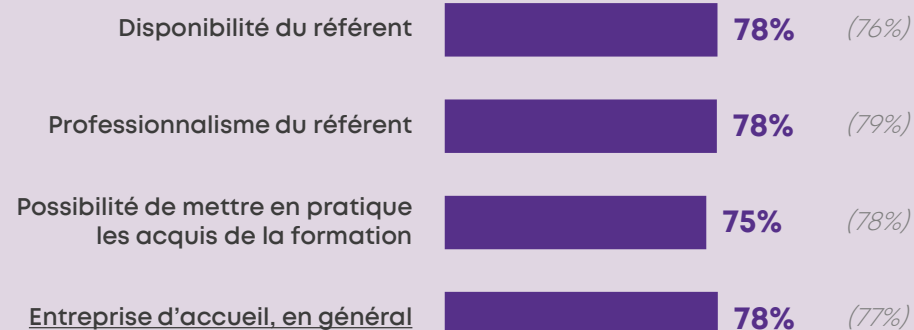 Disponibilité du référent 78% (76%)
Professionnalisme du référent 78% (79%)
Possibilité de mettre en pratique
les acquis de la formation 75% (78%)
Entreprise d’accueil, en général 78% (77%)